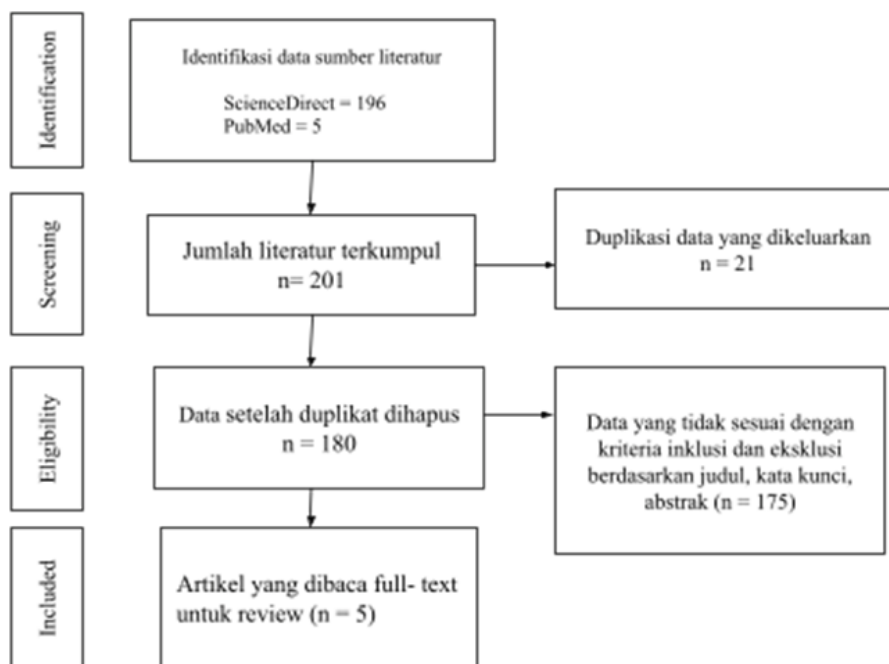 Identification
Identifikasi data sumber literatur
ScienceDirect = 196
PubMed = 5
Screening
Jumlah literatur terkumpul
n= 201
Duplikasi data yang dikeluarkan
n = 21
Eligibility
Data setelah duplikat dihapus
n = 180
Data yang tidak sesuai dengan
kriteria inklusi dan eksklusi
berdasarkan judul, kata kunci,
abstrak (n = 175)
Included
Artikel yang dibaca full- text
untuk review (n = 5)